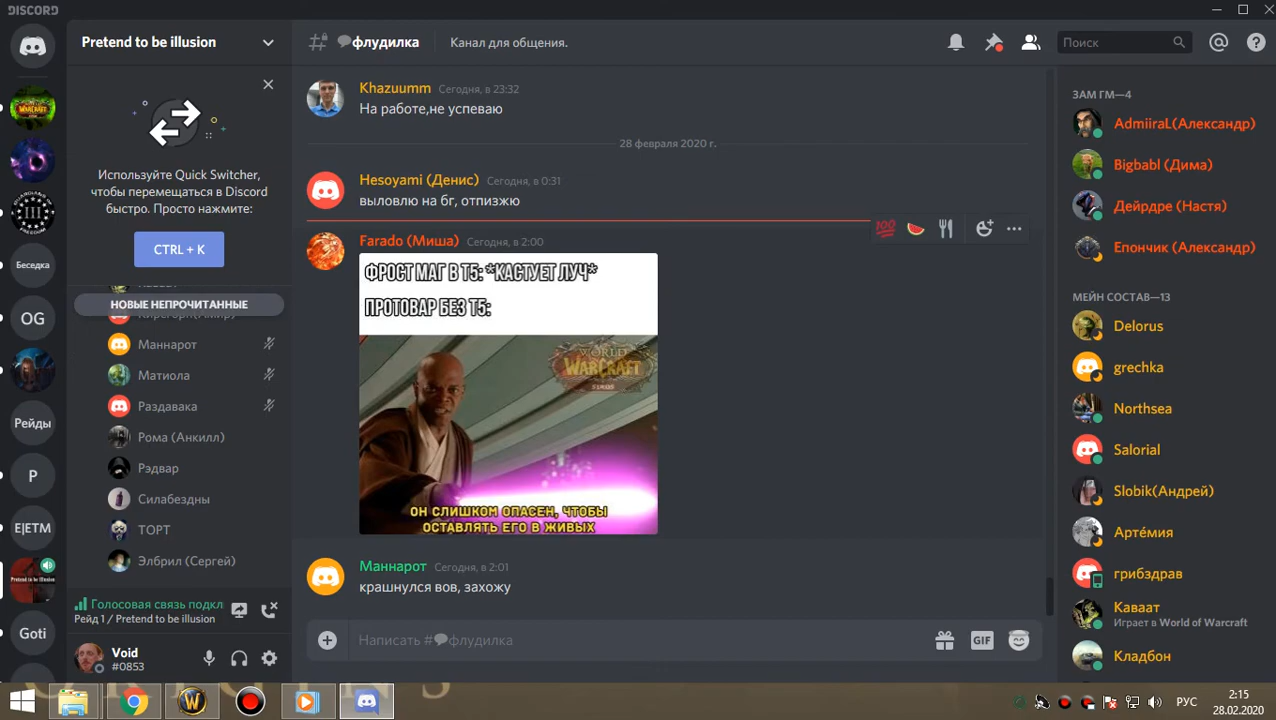 DISCORD
Pretend to be illusion
флудилка
Канал для общения.
Поиск
Используйте Quick Switcher,
чтобы перемещаться в Discord
быстро. Просто нажмите:
CTRL + K
НОВЫЕ НЕПРОЧИТАННЫЕ
Маннарот
Матиола
Раздавака
Рома (Анкилл)
Рэдвар
Силабездны
ТОРТ
Элбрил (Сергей)
Голосовая связь подкл
Рейд 1 / Pretend to be illusion
Void
#0853
WARCRAFT
III
Беседка
OG
Рейды
P
E|ETM
Pretend to be illusion
Goti
Khazuumm Сегодня, в 23:32
На работе,не успеваю
28 февраля 2020 г.
Hesoyami (Денис) Сегодня, в 0:31
выловлю на бг, отпизжю
Farado (Миша) Сегодня, в 2:00
ФРОСТ МАГ В Т5: *КАСТУЕТ ЛУЧ*
ПРОТОВАР БЕЗ Т5:
WORLD
WARCRAFT
ОН СЛИШКОМ ОПАСЕН, ЧТОБЫ
ОСТАВЛЯТЬ ЕГО В ЖИВЫХ
Маннарот Сегодня, в 2:01
крашнулся вов, захожу
Написать #флудилка
GIF
100
ЗАМ ГМ—4
AdmiiraL(Александр)
Bigbabl (Дима)
Дейрдре (Настя)
Епончик (Александр)
МЕЙН СОСТАВ—13
Delorus
grechka
Northsea
Salorial
Slobik(Андрей)
Артéмия
грибздрав
Каваат
Играет в World of Warcraft
Кладбон
РУС
2:15
28.02.2020